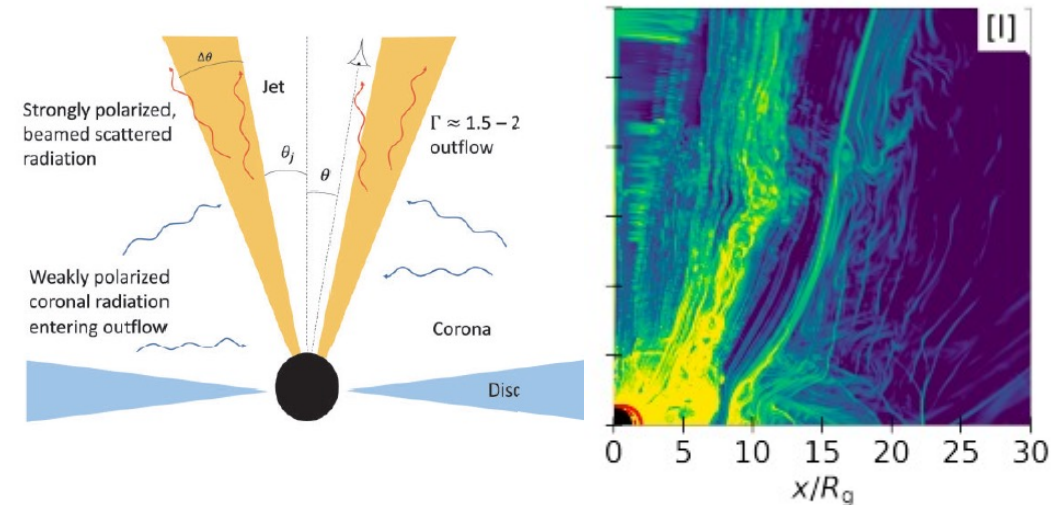 Δθ
Jet
Strongly polarized,
beamed scattered
radiation
θj
θ
Γ ≈ 1.5 – 2
outflow
Weakly polarized
coronal radiation
entering outflow
Corona
Disc
[I]
0 5 10 15 20 25 30
x/Rg